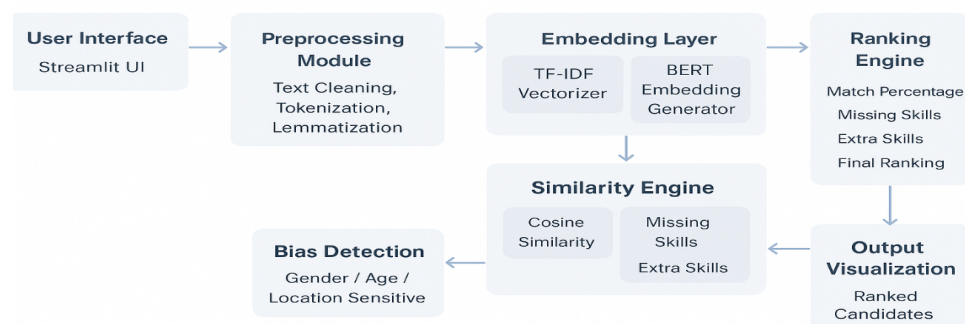 User Interface
Streamlit UI
Preprocessing
Module
Text Cleaning,
Tokenization,
Lemmatization
Embedding Layer
TF-IDF
Vectorizer
BERT
Embedding
Generator
Ranking
Engine
Match Percentage
Missing Skills
Extra Skills
Final Ranking
Similarity Engine
Cosine
Similarity
Missing
Skills
Extra Skills
Bias Detection
Gender / Age /
Location Sensitive
Output
Visualization
Ranked
Candidates